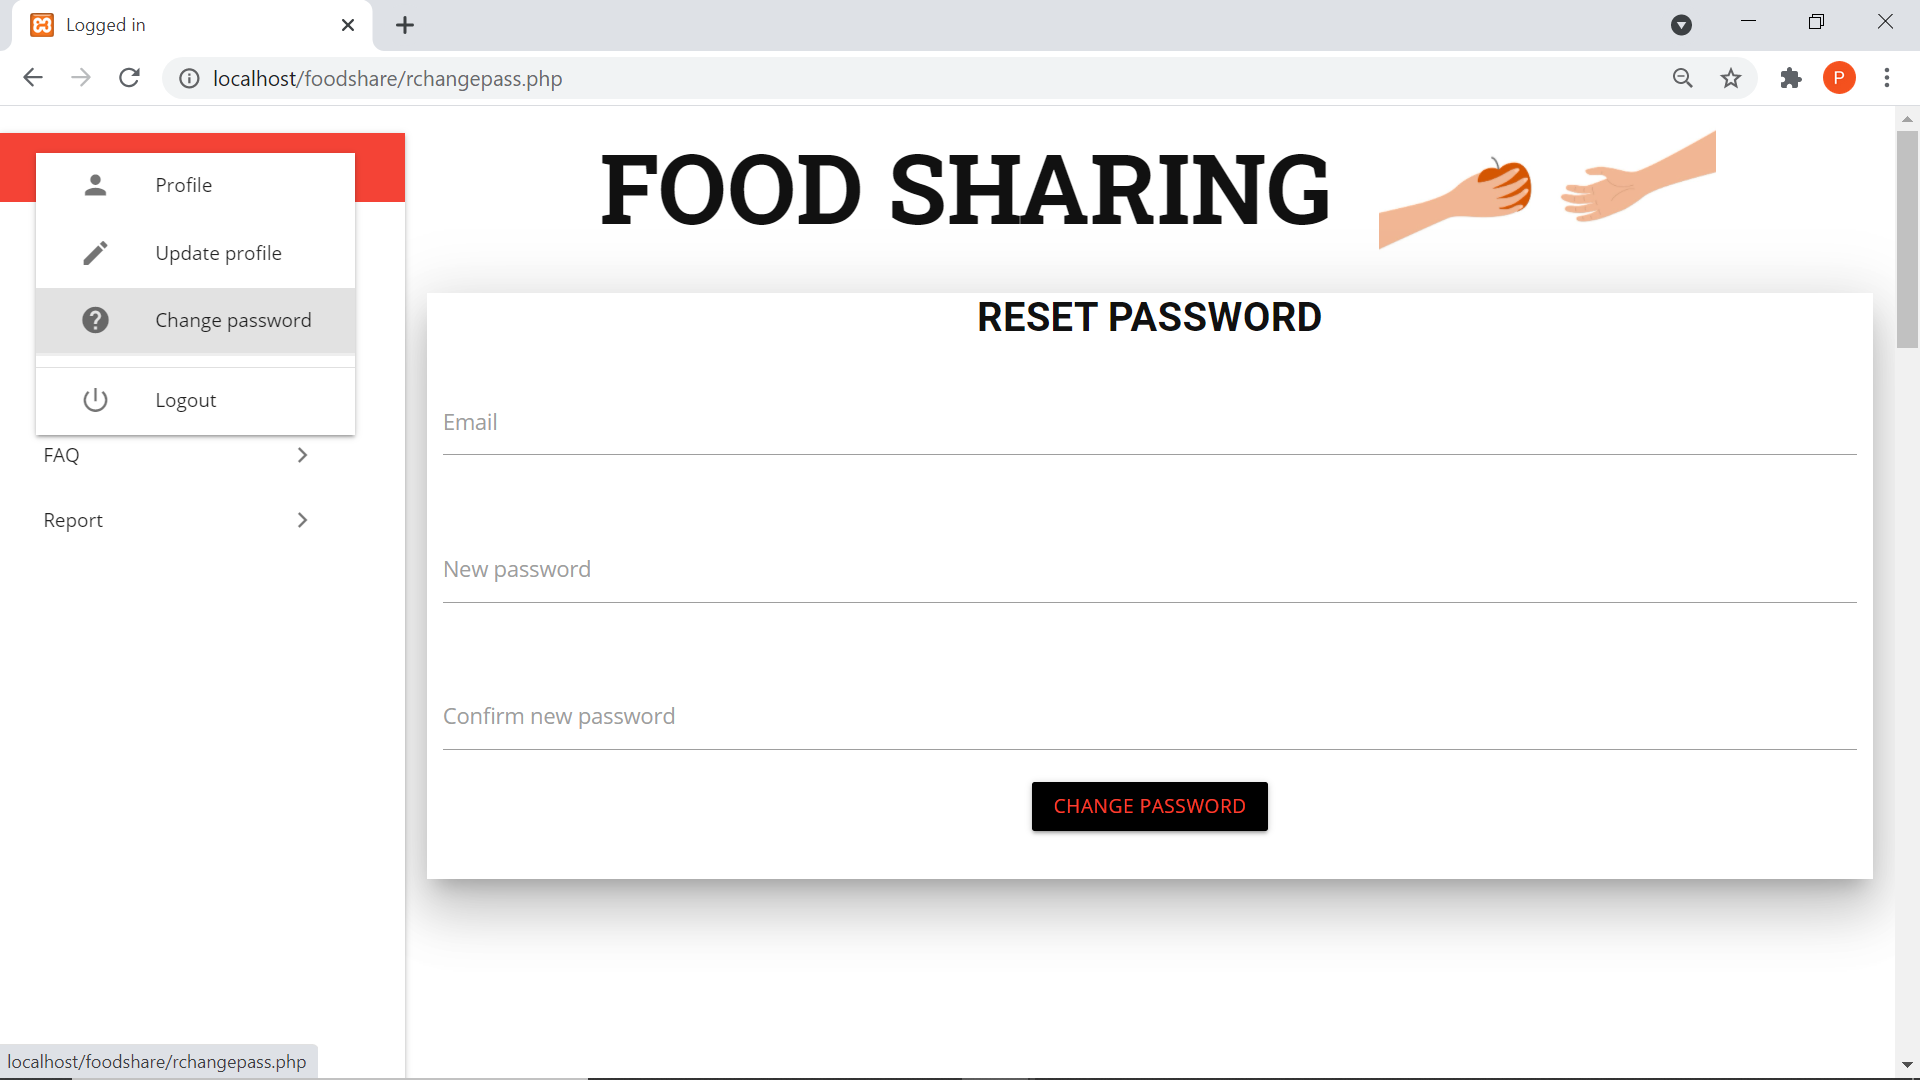 Logged in
localhost/foodshare/rchangepass.php
P
FOOD SHARING
Profile
Update profile
Change password
Logout
FAQ
Report
RESET PASSWORD
Email
New password
Confirm new password
CHANGE PASSWORD
localhost/foodshare/rchangepass.php